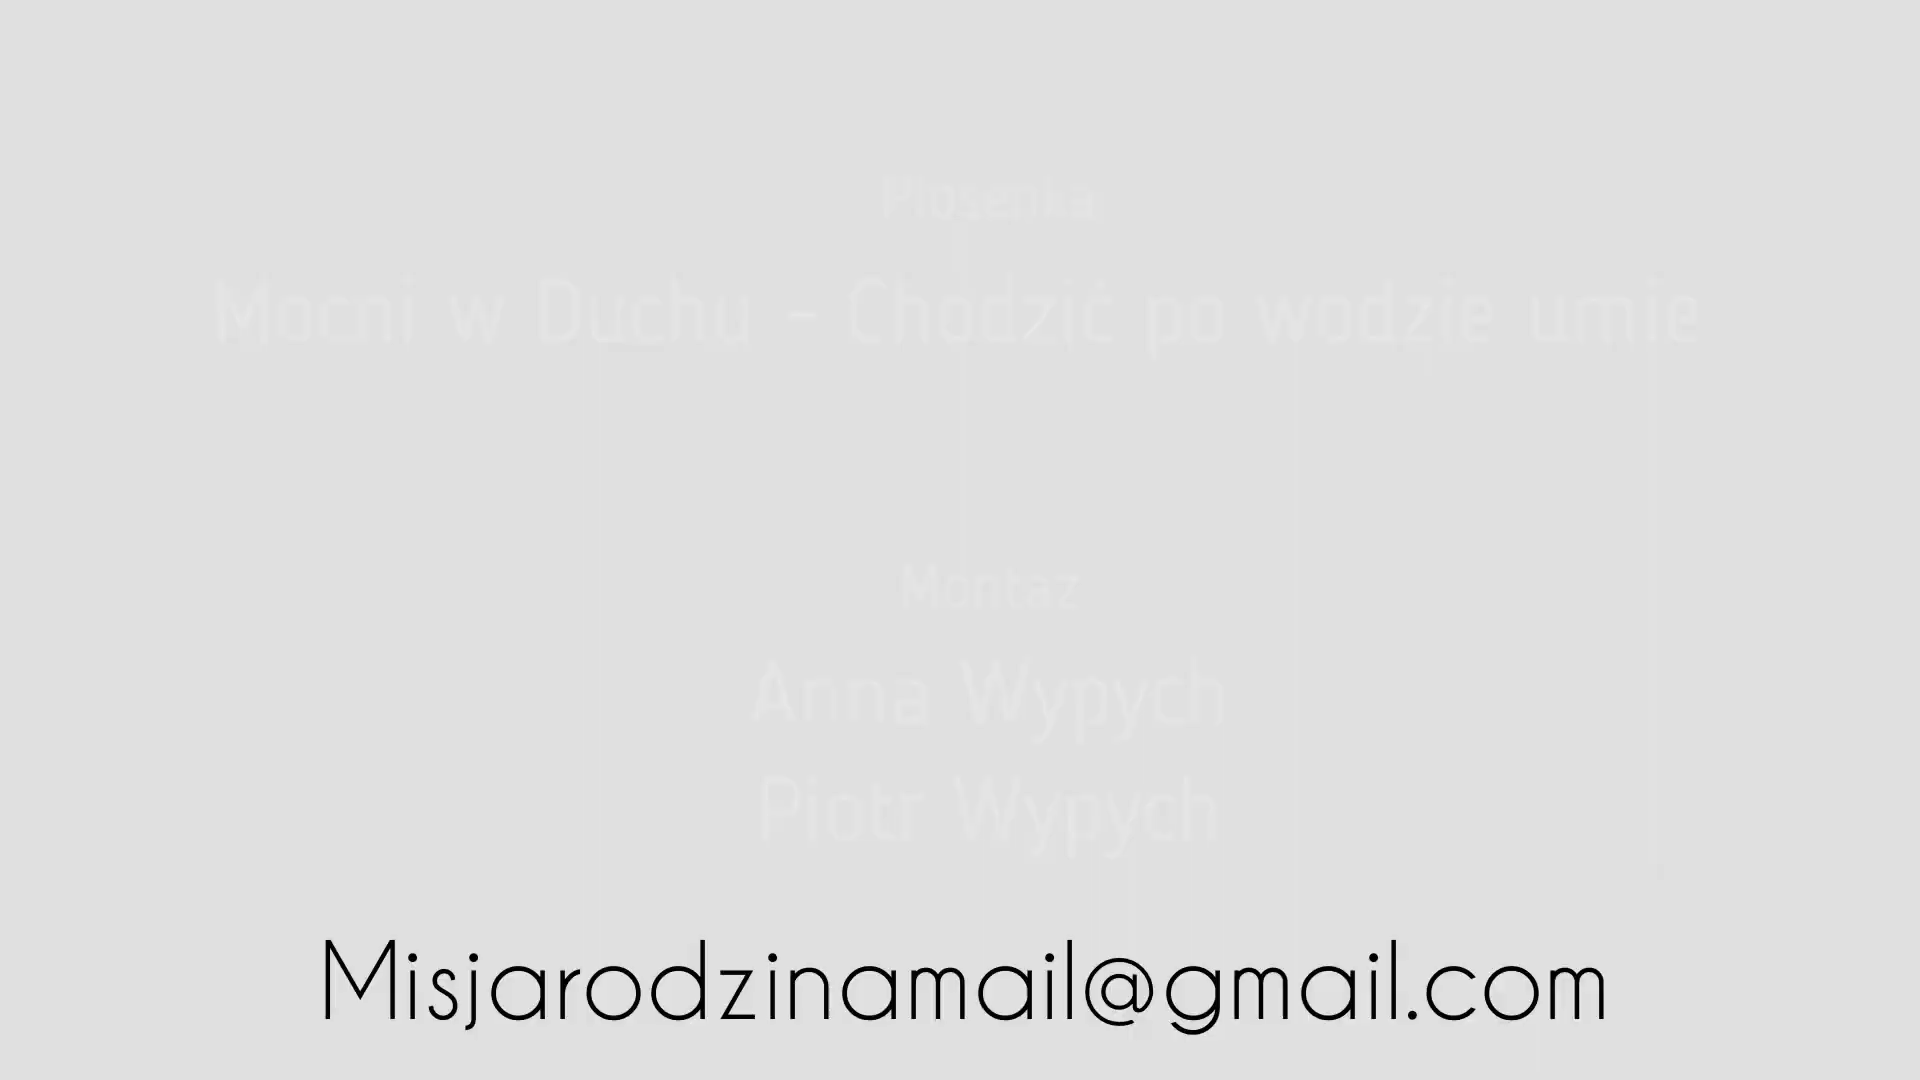 Piosenka
Mocni w Duchu - Chodzić po wodzie umie
Montaż
Anna Wypych
Piotr Wypych
Misjarodzinamail@gmail.com